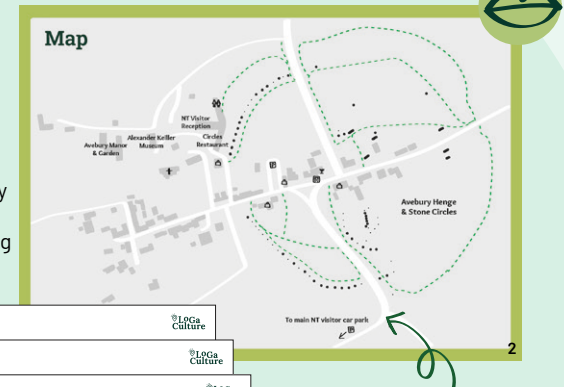 Map
NT Visitor
Reception
Circles
Restaurant
Alexander Keiller
Museum
Avebury Manor
& Garden
Avebury Henge
& Stone Circles
To main NT visitor car park
P
P
P
y
g
LoGa
Culture
LoGa
Culture
2